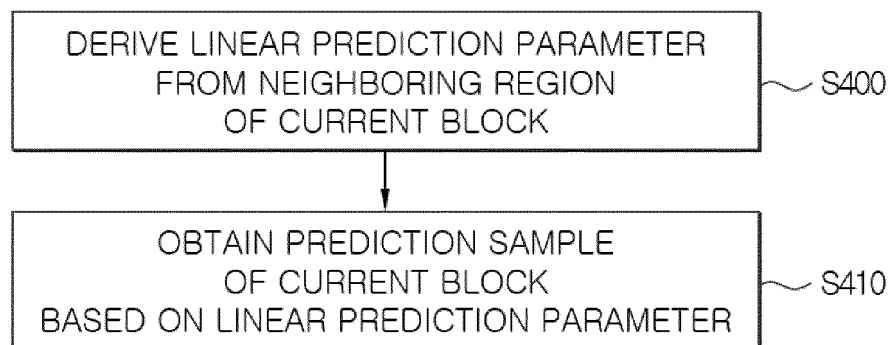 DERIVE LINEAR PREDICTION PARAMETER
FROM NEIGHBORING REGION
OF CURRENT BLOCK
S400
OBTAIN PREDICTION SAMPLE
OF CURRENT BLOCK
BASED ON LINEAR PREDICTION PARAMETER
S410